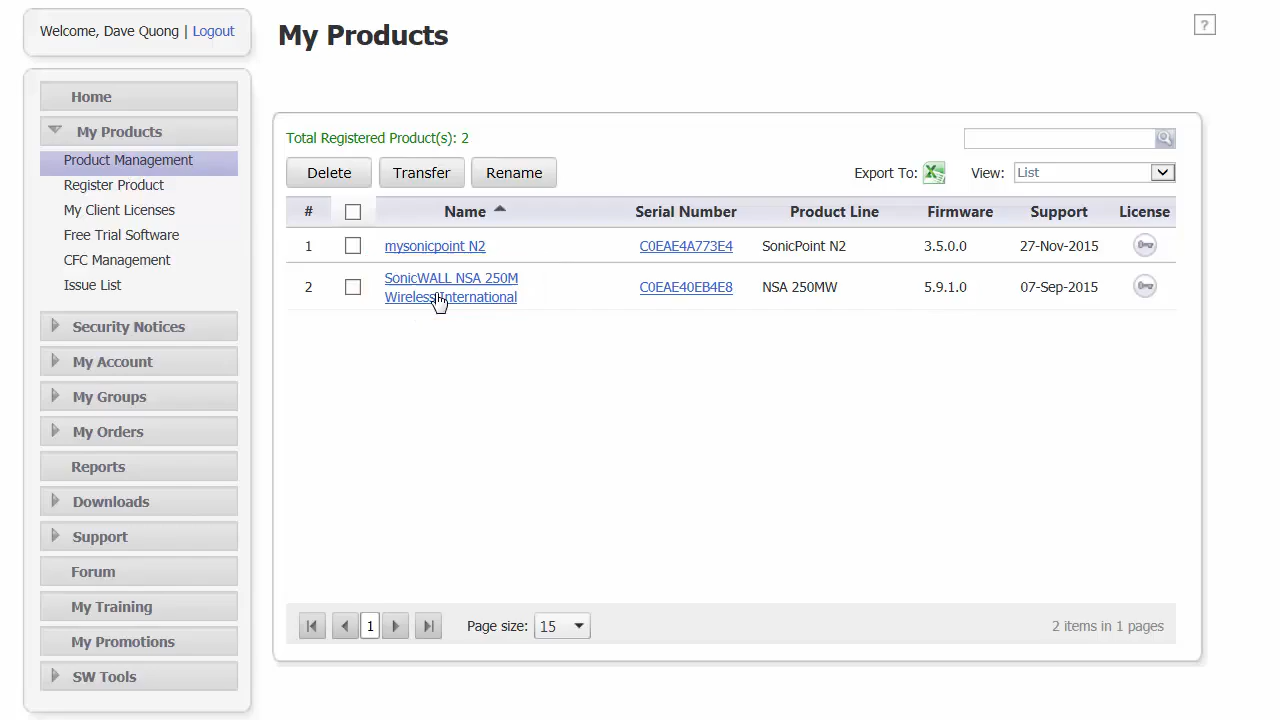 Welcome, Dave Quong | Logout
My Products
?
Home
My Products
Product Management
Register Product
My Client Licenses
Free Trial Software
CFC Management
Issue List
Security Notices
My Account
My Groups
My Orders
Reports
Downloads
Support
Forum
My Training
My Promotions
SW Tools
Total Registered Product(s): 2
Delete Transfer Rename
Export To: View: List
# Name Serial Number Product Line Firmware Support License
1 mysonicpoint N2 C0EAE4A773E4 SonicPoint N2 3.5.0.0 27-Nov-2015
2 SonicWALL NSA 250M Wireless International C0EAE40EB4E8 NSA 250MW 5.9.1.0 07-Sep-2015
1 Page size: 15 2 items in 1 pages